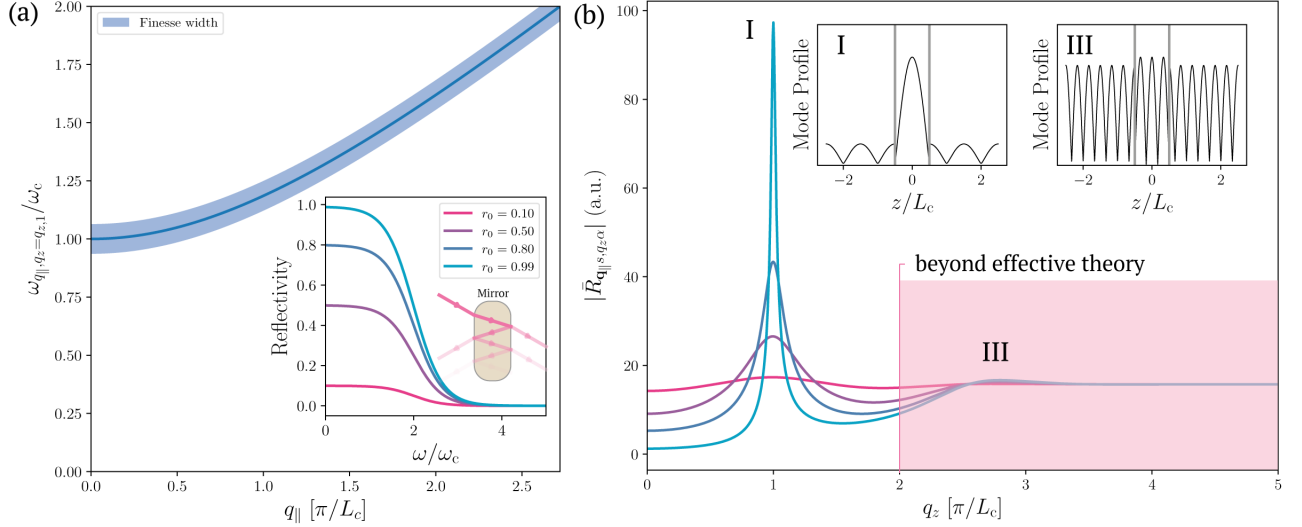 (a)
Finesse width
2.00
1.75
1.50
1.25
1.00
0.75
0.50
0.25
0.00
ω_{q_∥,q_z=q_{z,1}}/ω_c
0.0 0.5 1.0 1.5 2.0 2.5
q_∥ [π/L_c]
1.0
0.8
0.6
0.4
0.2
0.0
Reflectivity
r_0 = 0.10
r_0 = 0.50
r_0 = 0.80
r_0 = 0.99
Mirror
0 2 4
ω/ω_c
(b)
100
80
60
40
20
0
|R̄_{𝐪_∥s,q_zα}| (a.u.)
I
I
Mode Profile
−2 0 2
z/L_c
III
Mode Profile
−2 0 2
z/L_c
beyond effective theory
III
0 1 2 3 4 5
q_z [π/L_c]